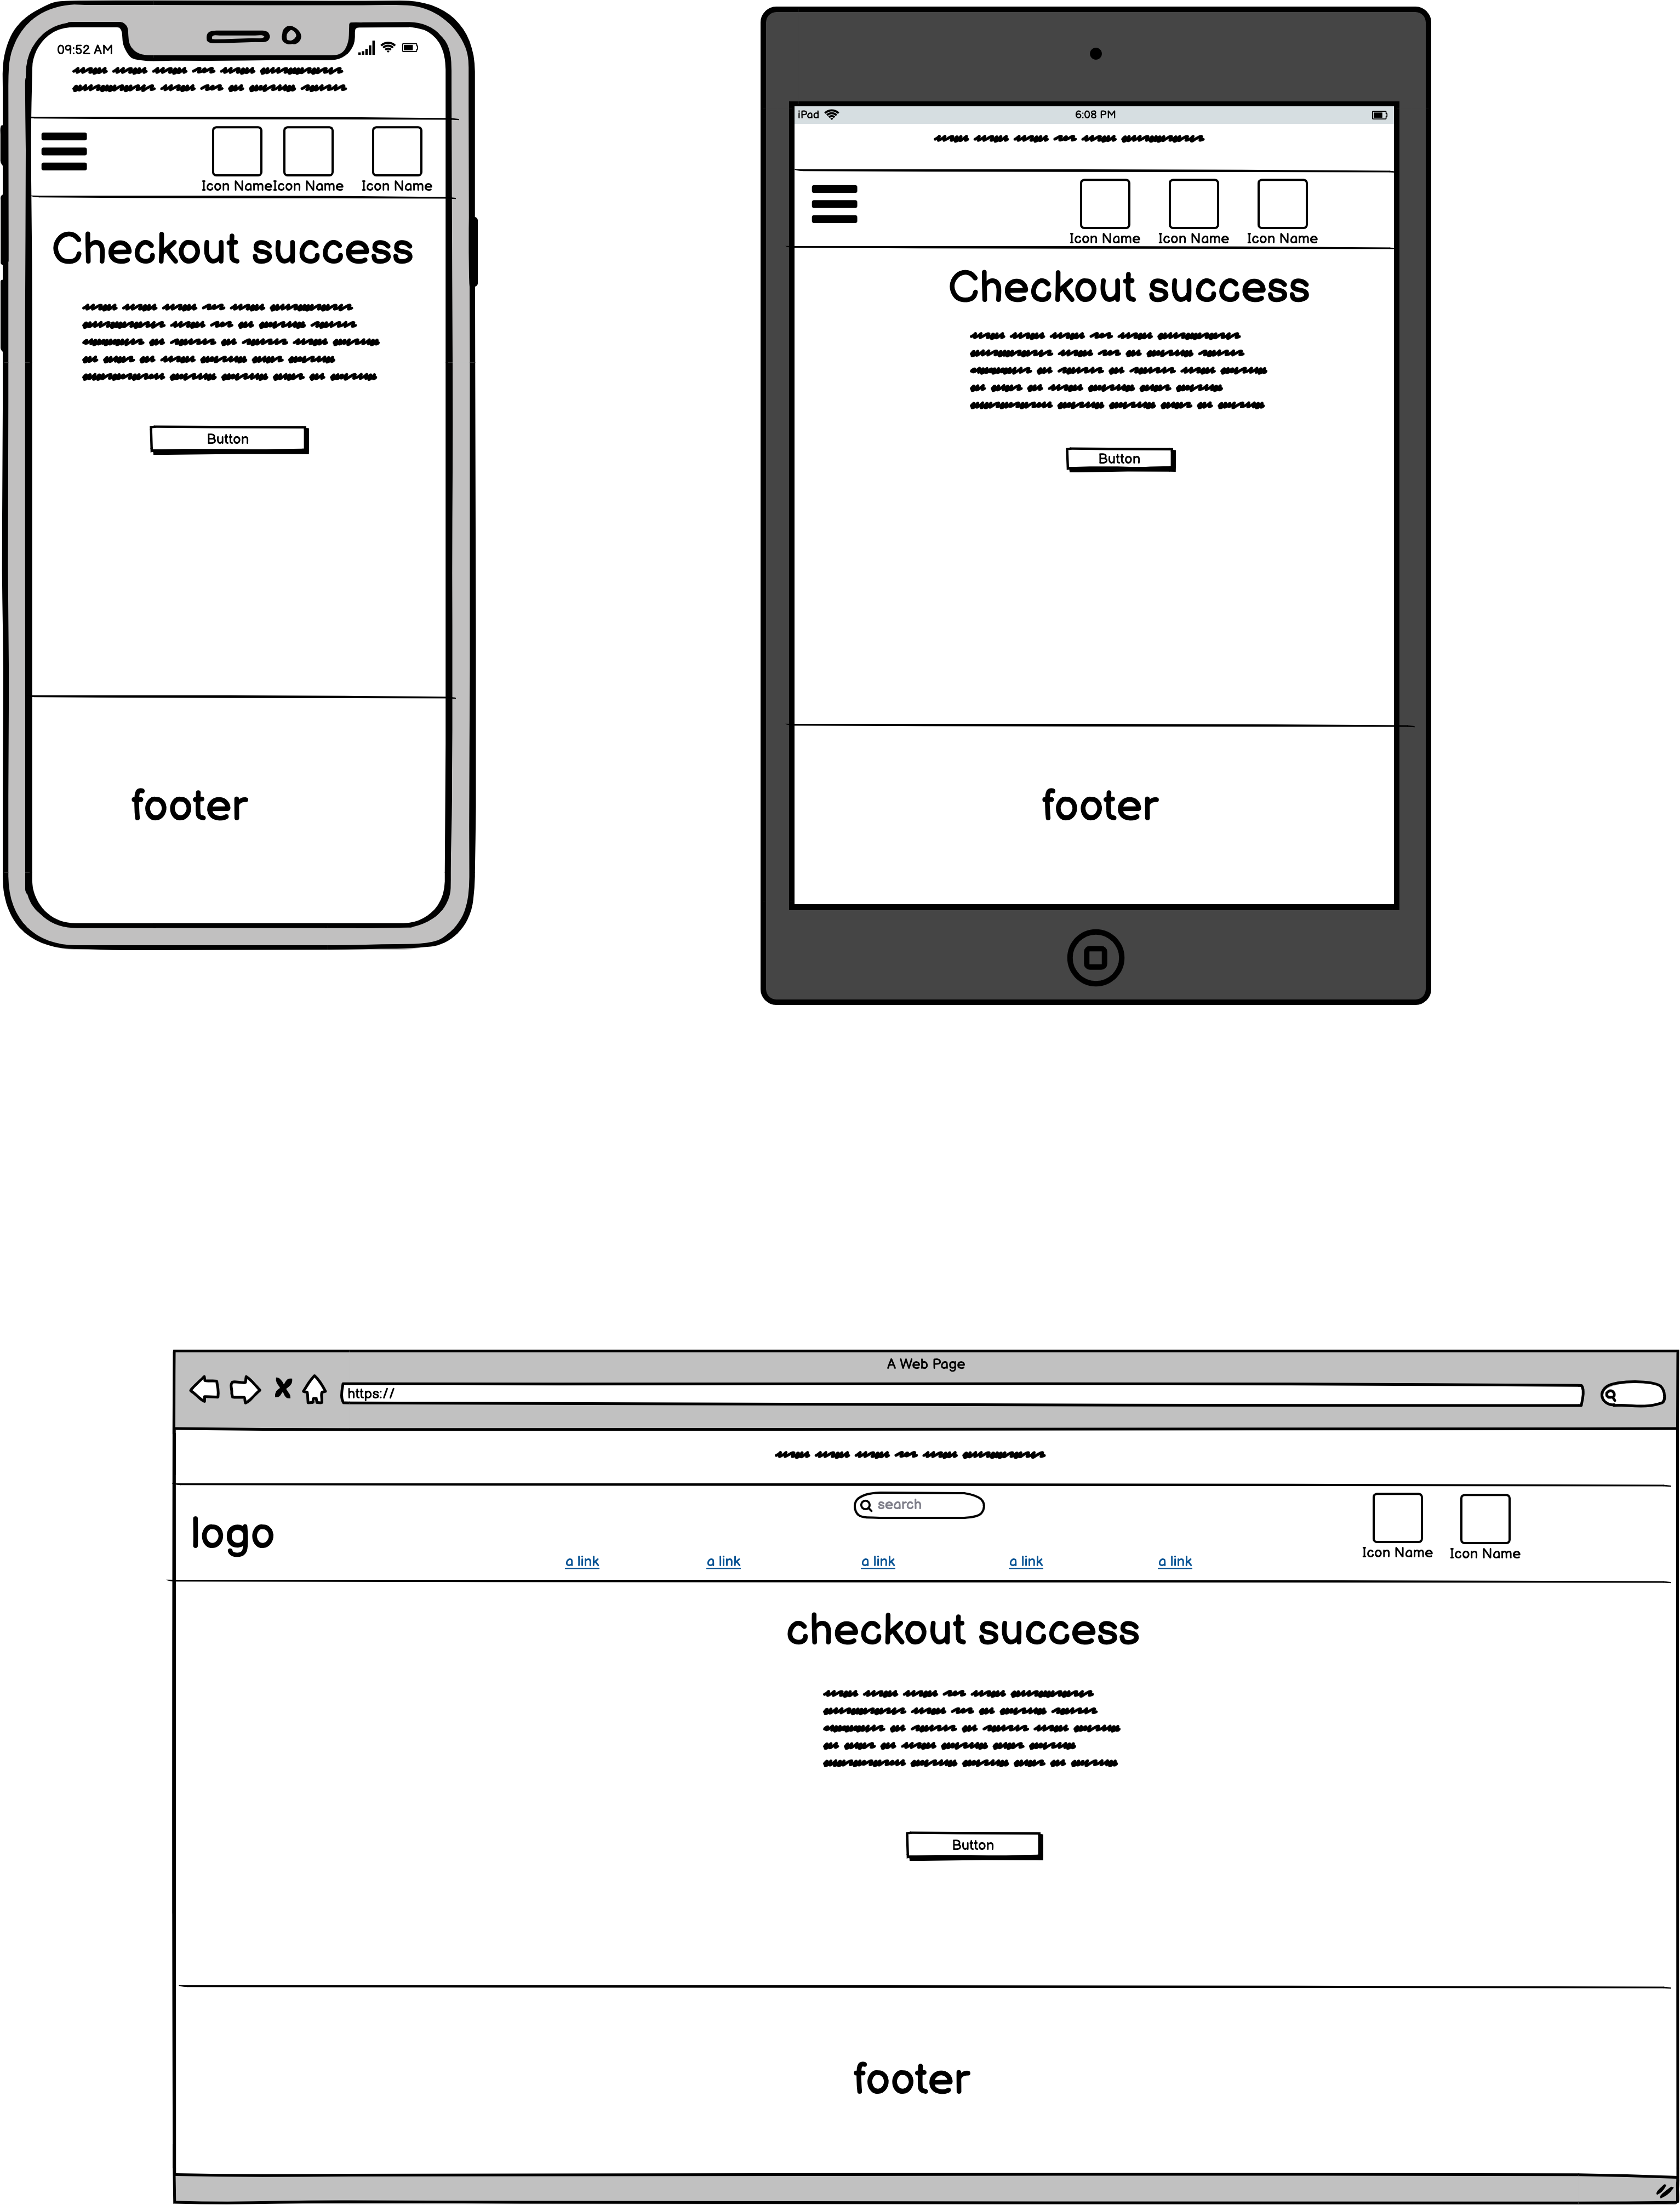 09:52 AM
Icon Name Icon Name Icon Name
Checkout success
Button
footer
iPad 6:08 PM
Icon Name Icon Name Icon Name
Checkout success
Button
footer
A Web Page
https://
search
logo
a link a link a link a link a link
Icon Name Icon Name
checkout success
Button
footer